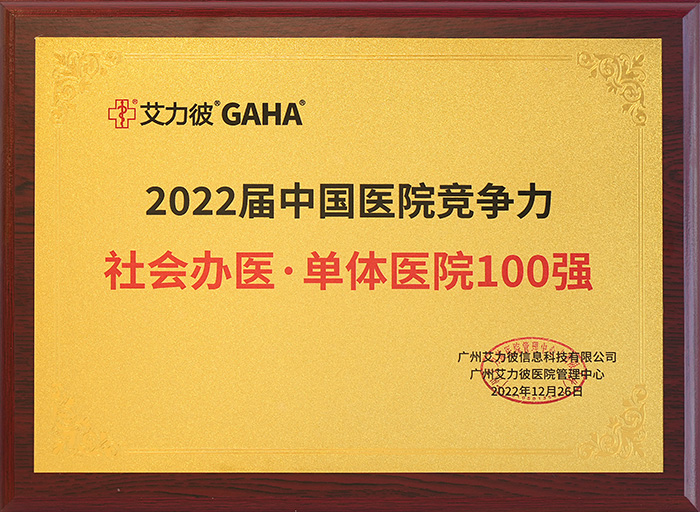 艾力彼® GAHA®
2022届中国医院竞争力
社会办医·单体医院100强
广州艾力彼信息科技有限公司
广州艾力彼医院管理中心
2022年12月26日